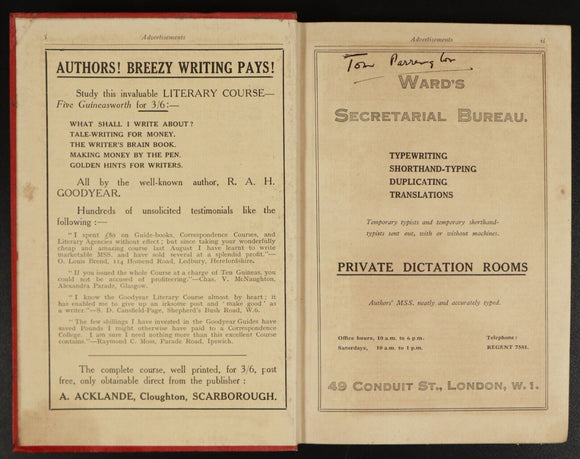 i
Advertisements
AUTHORS! BREEZY WRITING PAYS!
Study this invaluable LITERARY COURSE—
Five Guineasworth for 3/6:—
WHAT SHALL I WRITE ABOUT?
TALE-WRITING FOR MONEY.
THE WRITER'S BRAIN BOOK.
MAKING MONEY BY THE PEN.
GOLDEN HINTS FOR WRITERS.
All by the well-known author, R. A. H.
GOODYEAR.
Hundreds of unsolicited testimonials like the
following :—
"I spent £80 on Guide-books, Correspondence Courses, and
Literary Agencies without effect; but since taking your wonderfully
cheap and amazing course last August I have learnt to write
marketable MSS. and have sold several at a splendid profit."—
O. Louis Brend, 114 Homend Road, Ledbury, Herefordshire.
"If you issued the whole Course at a charge of Ten Guineas, you
could not be accused of profiteering."—Chas. V. McNaughton,
Alexandra Parade, Glasgow.
"I know the Goodyear Literary Course almost by heart; it
has enabled me to give up an irksome post and 'make good' as
a writer."—S. D. Cansfield-Page, Shepherd's Bush Road, W.6.
"The few shillings I have invested in the Goodyear Guides have
saved Pounds I might otherwise have paid to a Correspondence
College. I am sure I need nothing more than this excellent Course
contains."—Raymond C. Moss, Parade Road, Ipswich.
The complete course, well printed, for 3/6, post
free, only obtainable direct from the publisher :
A. ACKLANDE, Cloughton, SCARBOROUGH.
Advertisements
ii
Tom Parrington
WARD'S
SECRETARIAL BUREAU.
TYPEWRITING
SHORTHAND-TYPING
DUPLICATING
TRANSLATIONS
Temporary typists and temporary shorthand-
typists sent out, with or without machines.
PRIVATE DICTATION ROOMS
Authors' MSS. neatly and accurately typed.
Office hours, 10 a.m. to 6 p.m.
Saturdays, 10 a.m. to 1 p.m.
Telephone:
REGENT 7581.
49 CONDUIT ST., LONDON, W.1.